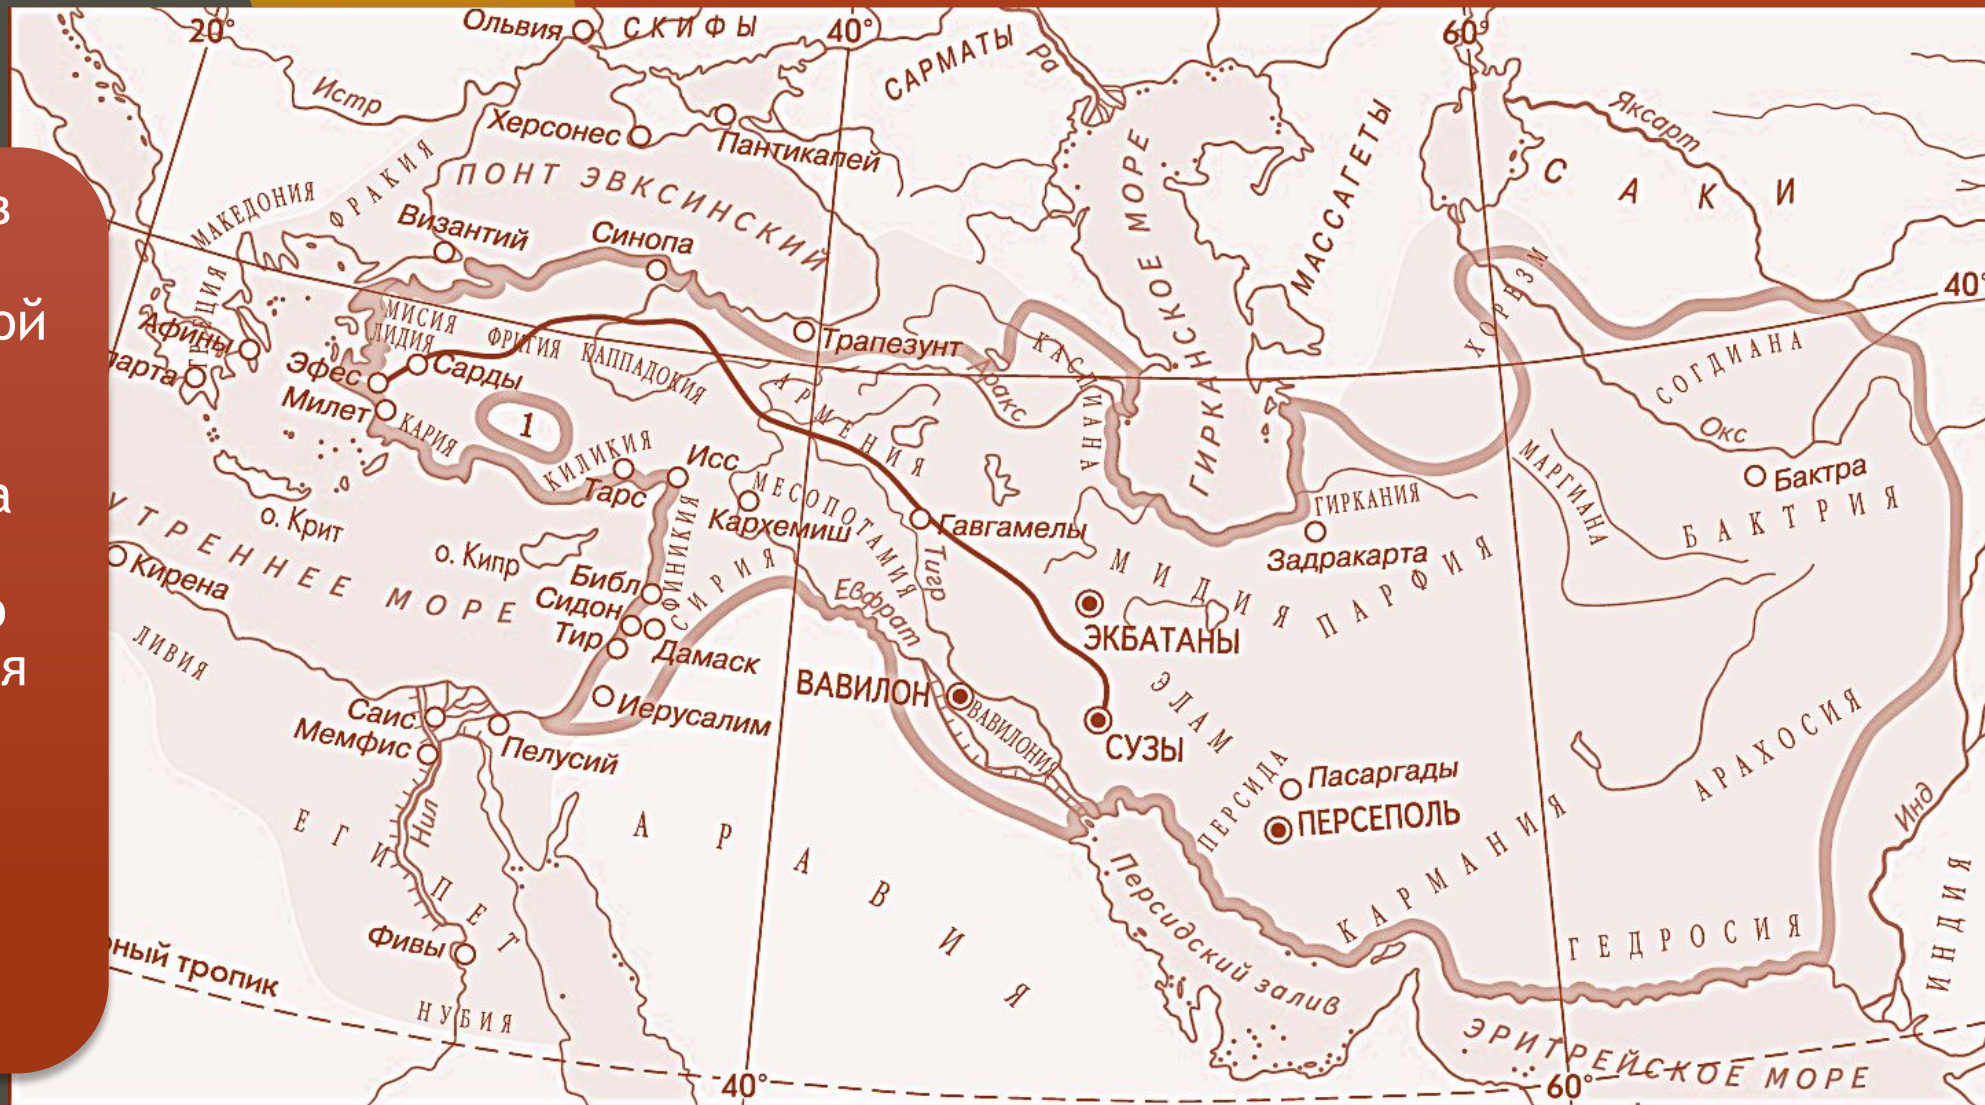 в
ой
а
о
я
20°
Ольвия
СКИФЫ
40°
САРМАТЫ
Ра
60°
Истр
Яксарт
Херсонес
Пантикапей
САКИ
МАССАГЕТЫ
МАКЕДОНИЯ
ФРАКИЯ
ПОНТ ЭВКСИНСКИЙ
Византий
Синопа
ГИРКАНСКОЕ МОРЕ
ХОРЕЗМ
40°
Афины
МИСИЯ
ЛИДИЯ
ФРИГИЯ
КАППАДОКИЯ
Трапезунт
КАСПИАНА
Аракс
АРМЕНИЯ
СОГДИАНА
Эфес
Сарды
Милет
КАРИЯ
1
Окс
Бактра
БАКТРИЯ
МАРГИАНА
КИЛИКИЯ
Тарс
Исс
МЕСОПОТАМИЯ
Кархемиш
Гавгамелы
ГИРКАНИЯ
Задракарта
о. Крит
о. Кипр
УТРЕННЕЕ МОРЕ
Кирена
ЛИВИЯ
ФИНИКИЯ
СИРИЯ
Библ
Сидон
Тир
Дамаск
Евфрат
Тигр
МИДИЯ
ПАРФИЯ
ЭКБАТАНЫ
ВАВИЛОН
ВАВИЛОНИЯ
ЭЛАМ
СУЗЫ
Иерусалим
Саис
Мемфис
Пелусий
Нил
ЕГИПЕТ
АРАВИЯ
ПЕРСИДА
Пасаргады
ПЕРСЕПОЛЬ
АРАХОСИЯ
Инд
ИНДИЯ
Персидский залив
КАРМАНИЯ
ГЕДРОСИЯ
Фивы
ный тропик
НУБИЯ
40°
60°
ЭРИТРЕЙСКОЕ МОРЕ